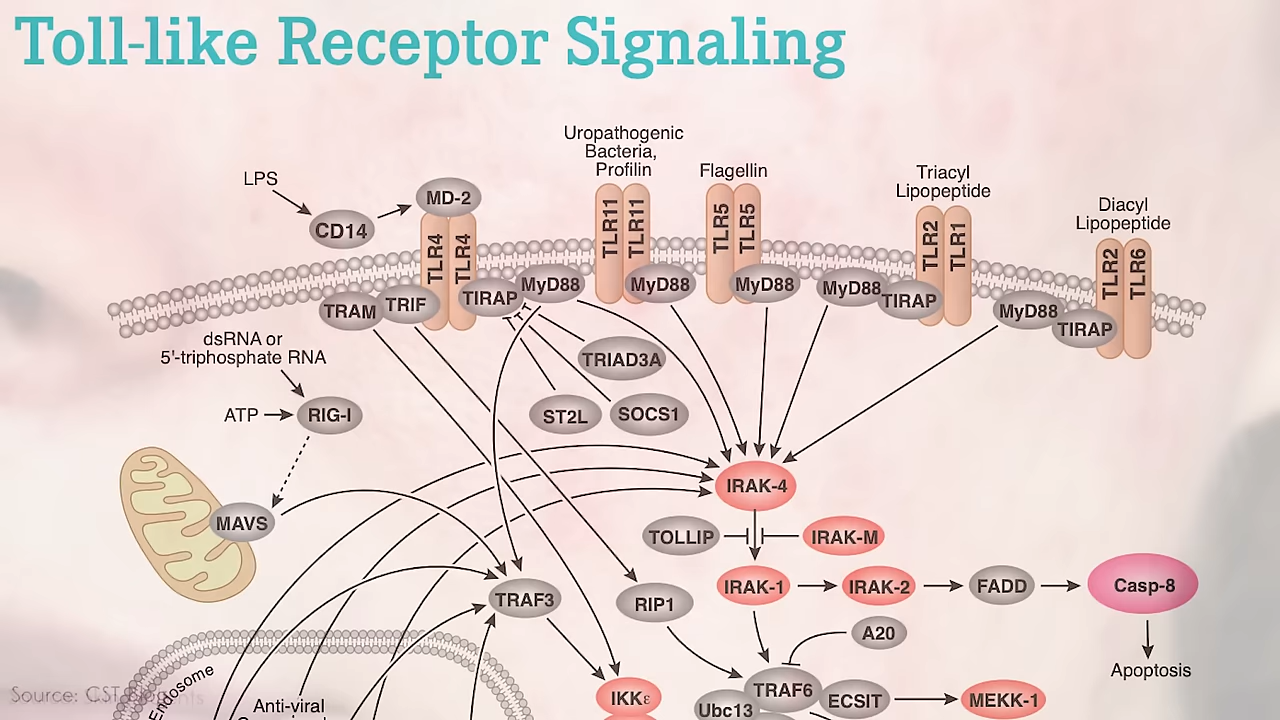 Toll-like Receptor Signaling
Uropathogenic
Bacteria,
Profilin
Flagellin
Triacyl
Lipopeptide
Diacyl
Lipopeptide
LPS
CD14
MD-2
TLR4
TLR4
TLR11
TLR11
TLR5
TLR5
TLR2
TLR1
TLR2
TLR6
TRAM
TRIF
TIRAP
MyD88
MyD88
MyD88
MyD88
TIRAP
MyD88
TIRAP
dsRNA or
5'-triphosphate RNA
ATP
RIG-I
TRIAD3A
ST2L
SOCS1
MAVS
IRAK-4
TOLLIP
IRAK-M
TRAF3
RIP1
IRAK-1
IRAK-2
FADD
Casp-8
A20
Apoptosis
Endosome
Source: CST Blog
Anti-viral
IKKε
TRAF6
Ubc13
ECSIT
MEKK-1